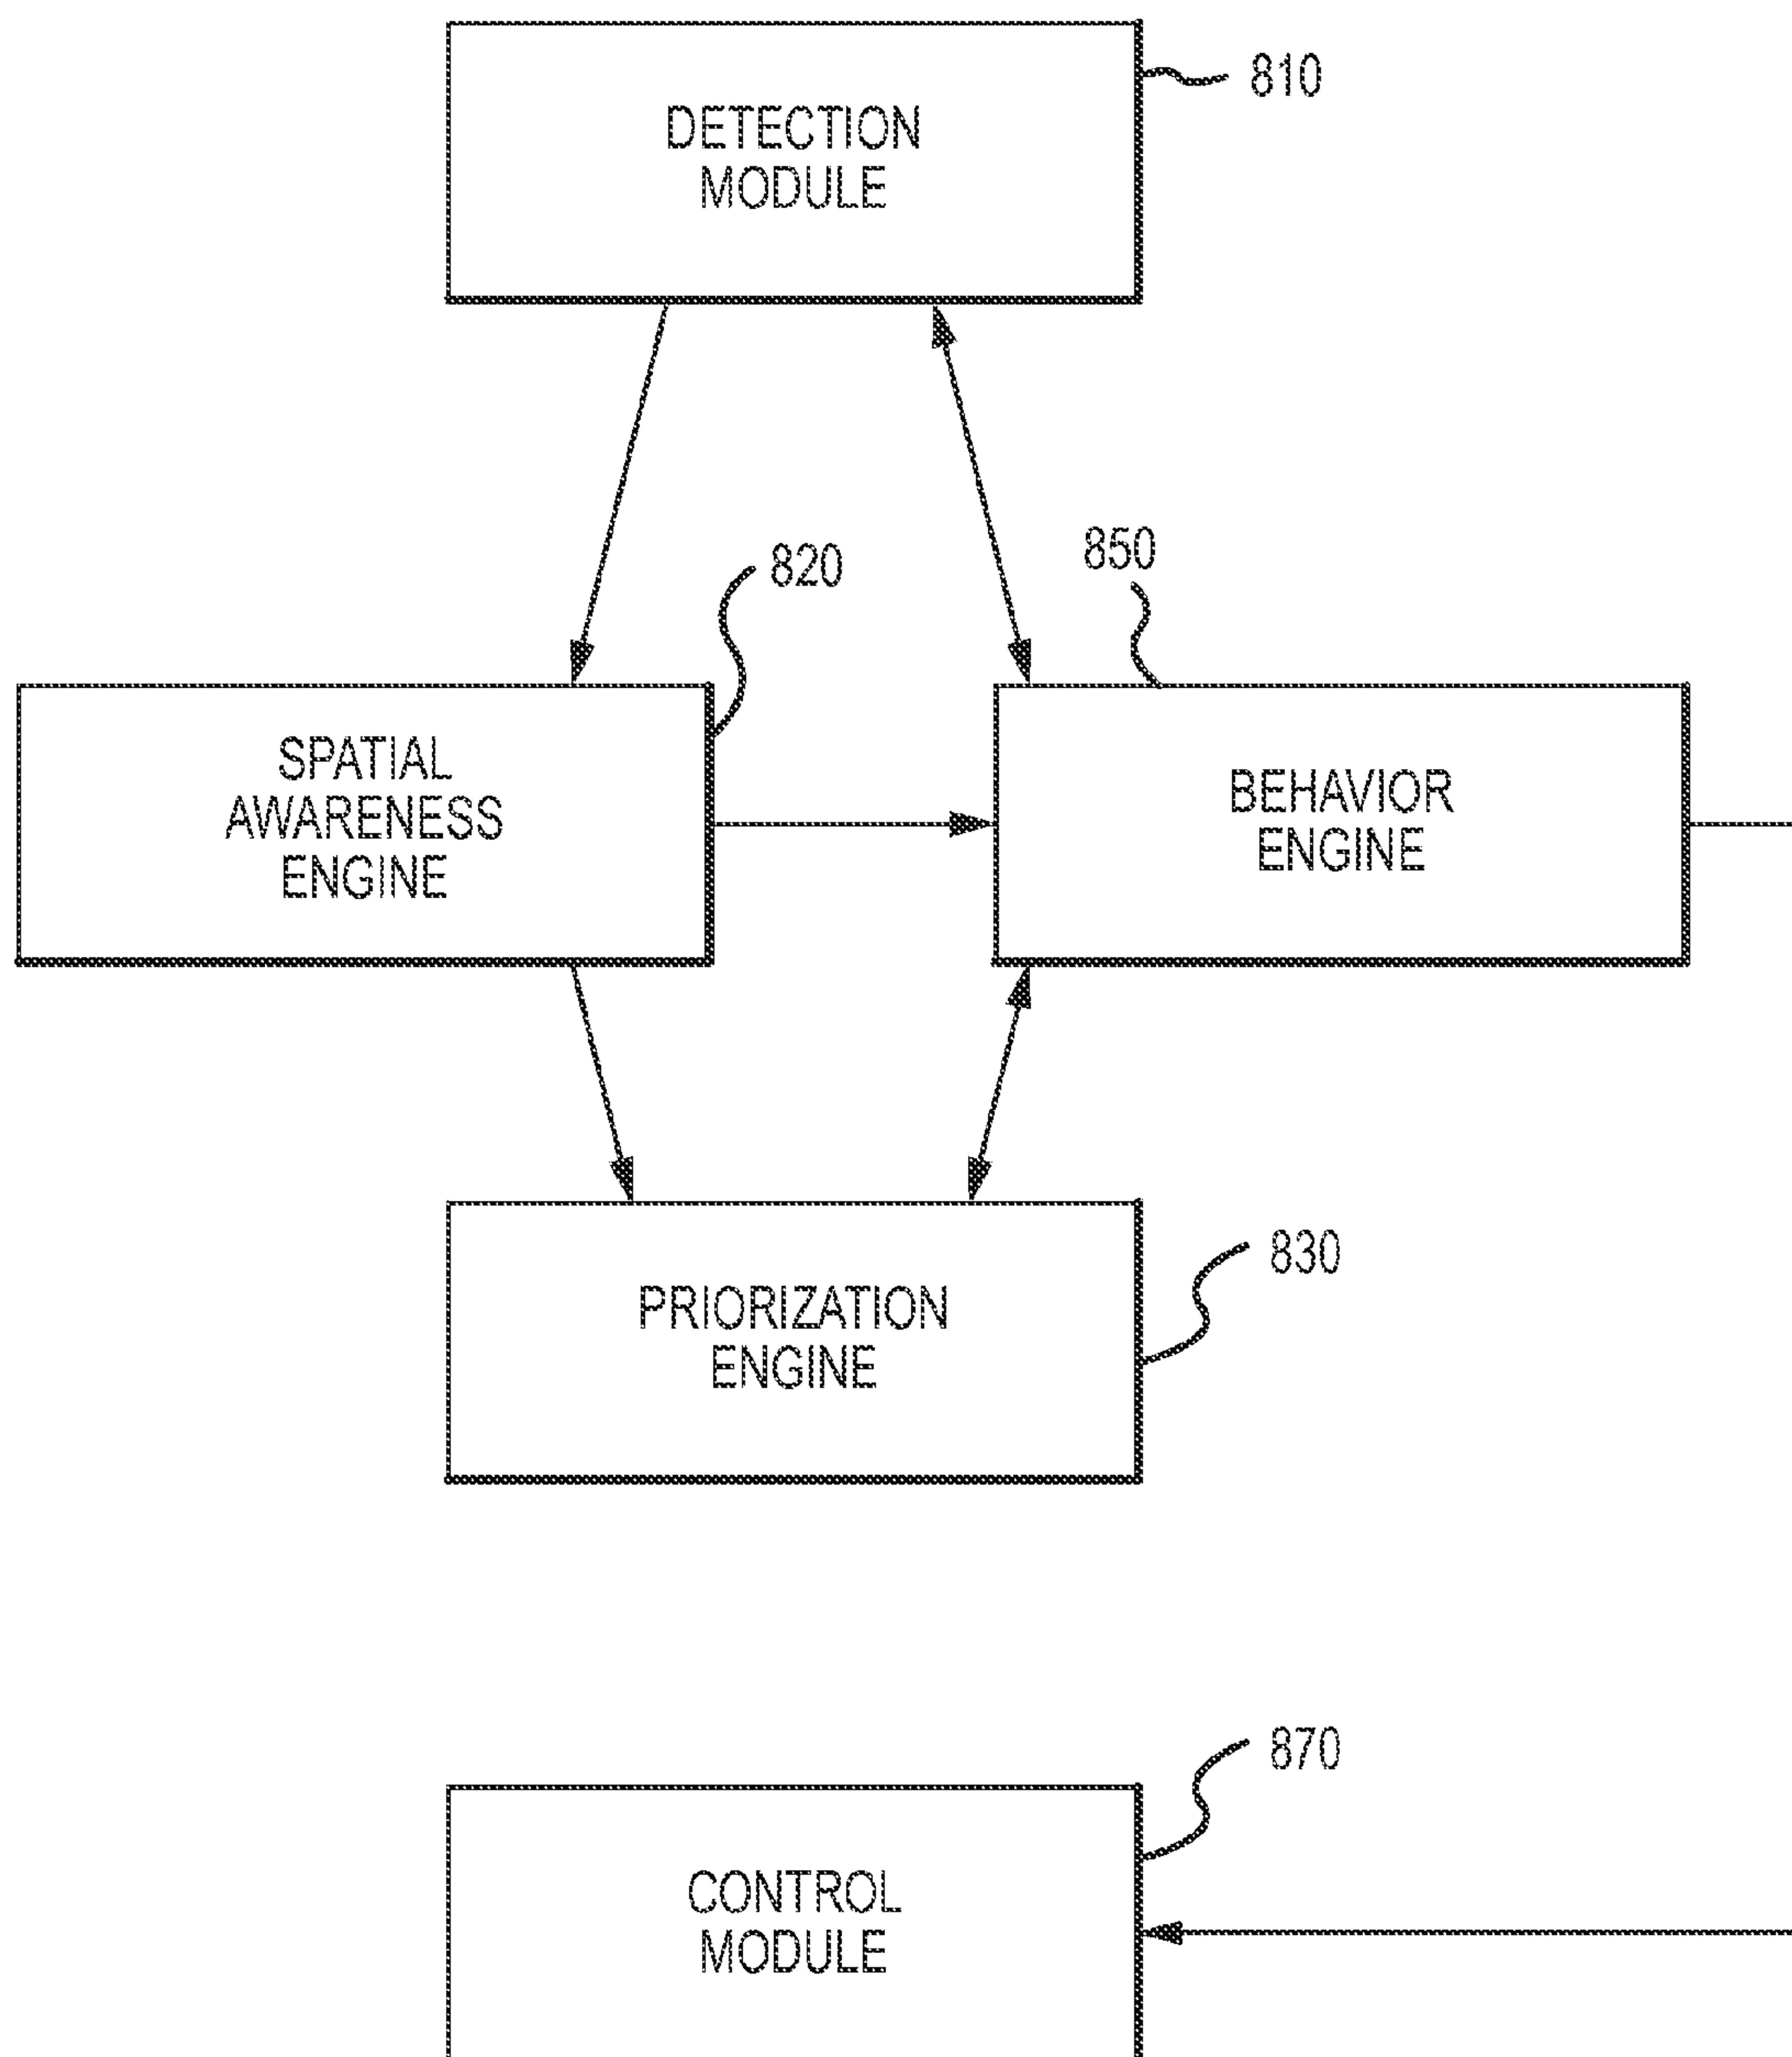 DETECTION
MODULE
810
820
850
SPATIAL
AWARENESS
ENGINE
BEHAVIOR
ENGINE
PRIORIZATION
ENGINE
830
870
CONTROL
MODULE